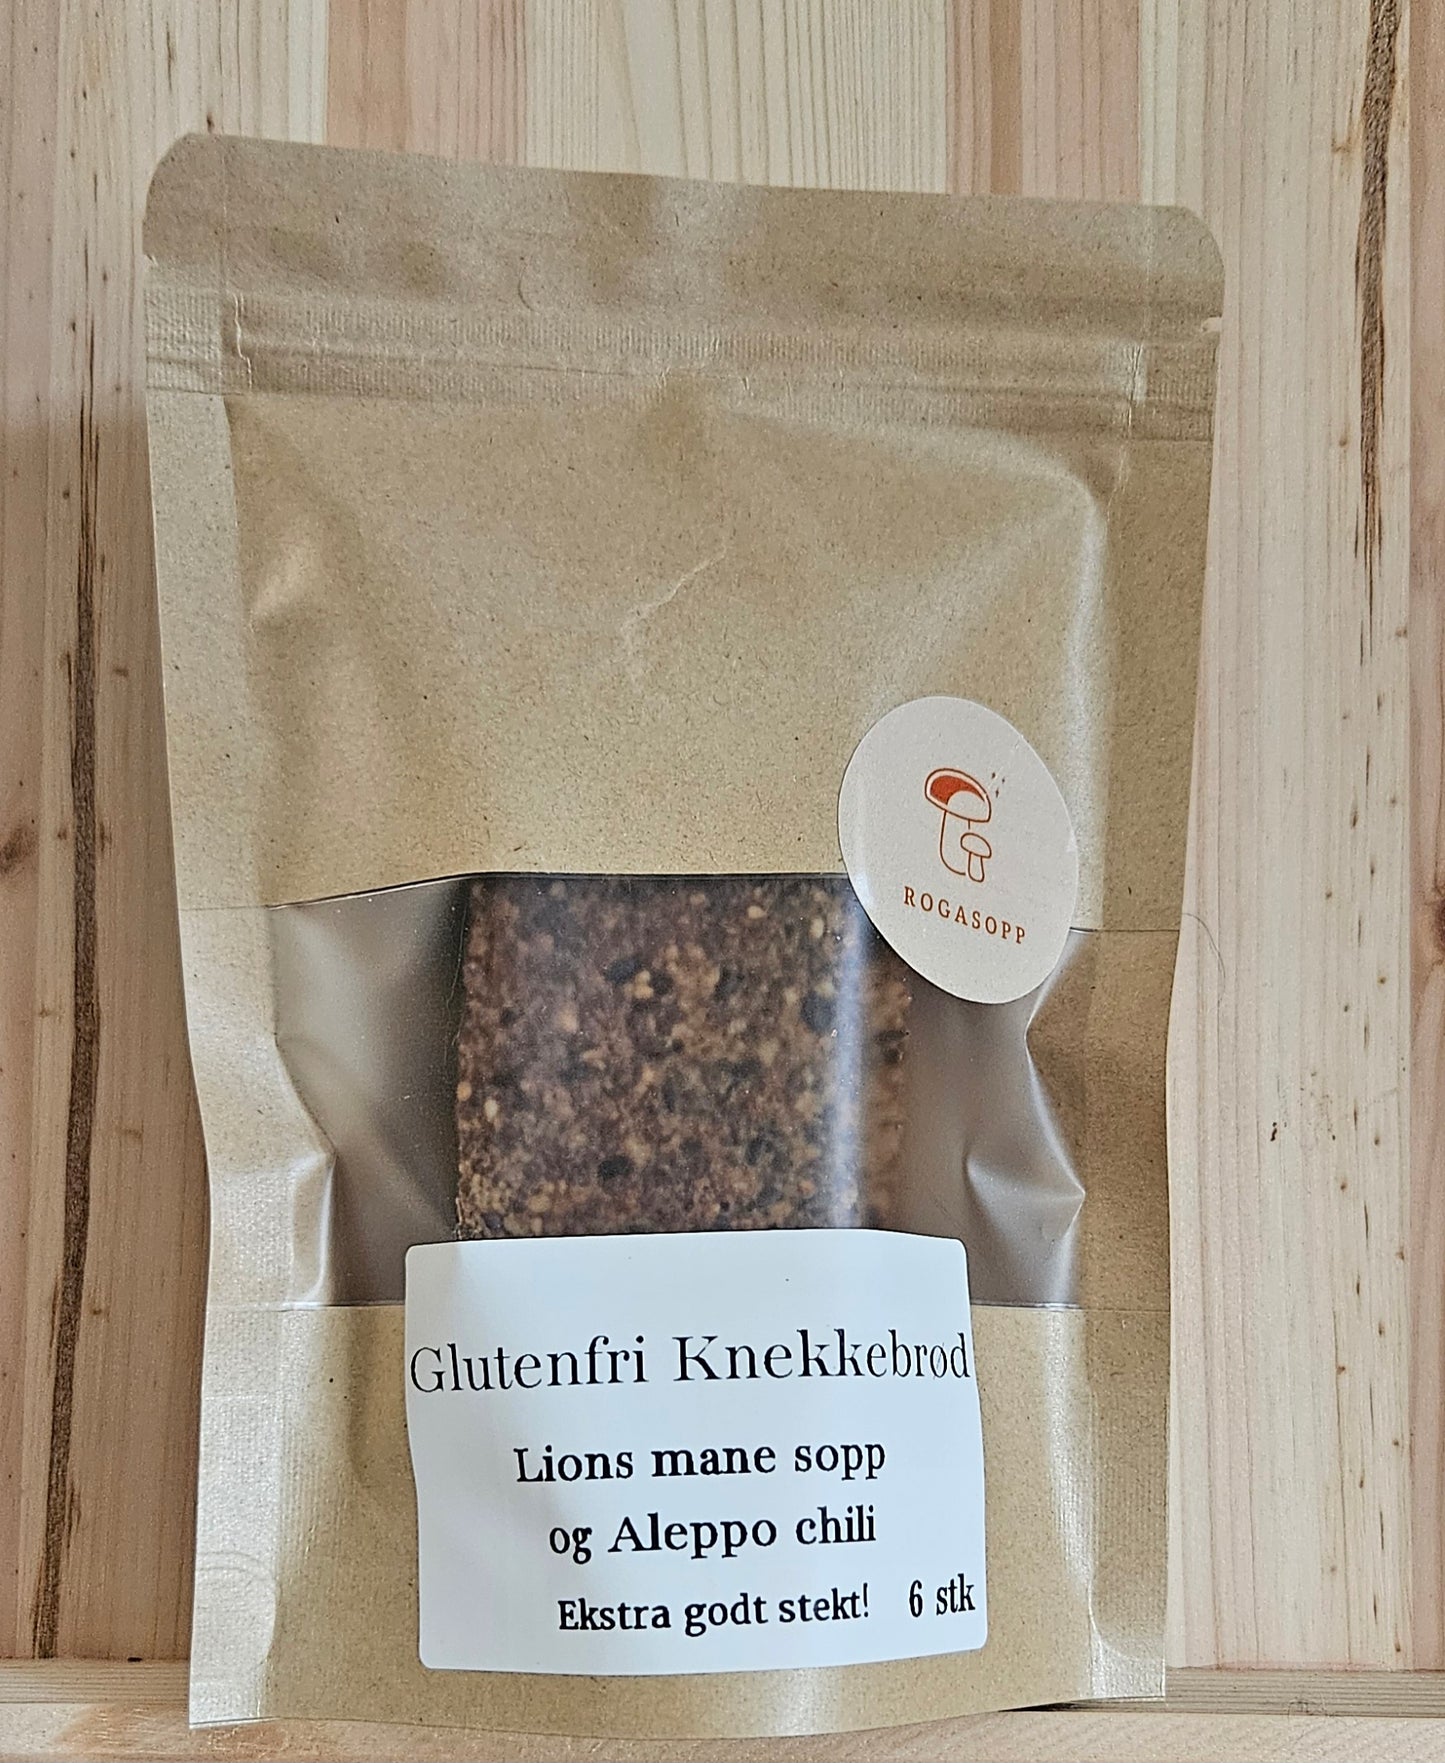 ROGASOPP
Glutenfri Knekkebrød
Lions mane sopp
og Aleppo chili
Ekstra godt stekt! 6 stk